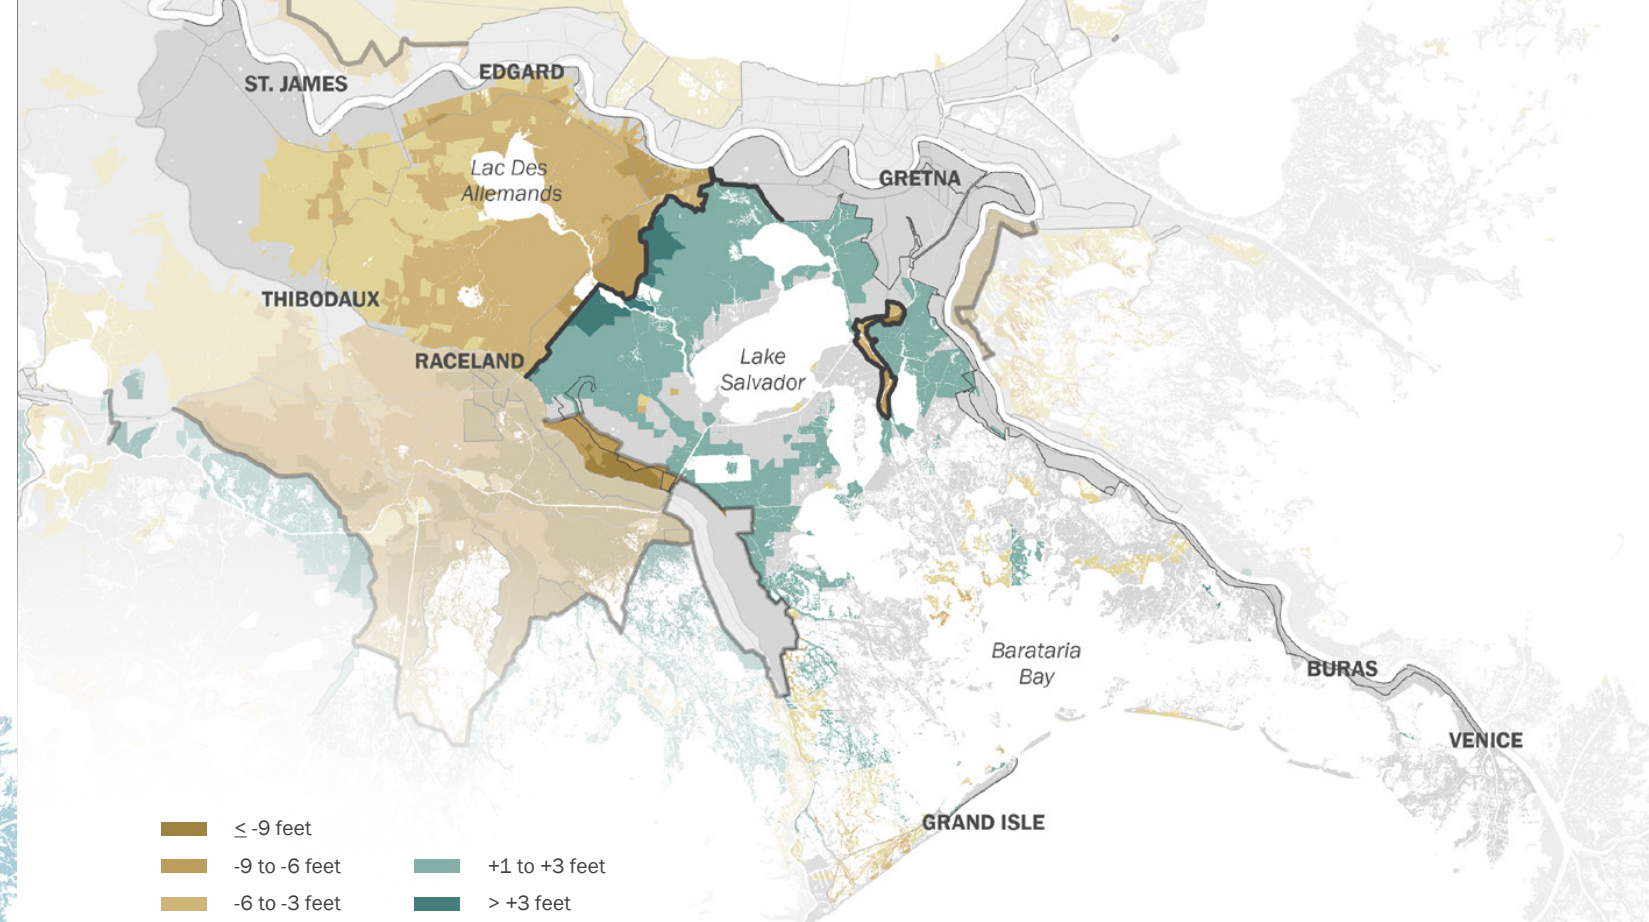 ST. JAMES
EDGARD
Lac Des
Allemands
GRETNA
THIBODAUX
RACELAND
Lake
Salvador
Barataria
Bay
BURAS
VENICE
GRAND ISLE
≤ -9 feet
-9 to -6 feet
+1 to +3 feet
-6 to -3 feet
> +3 feet